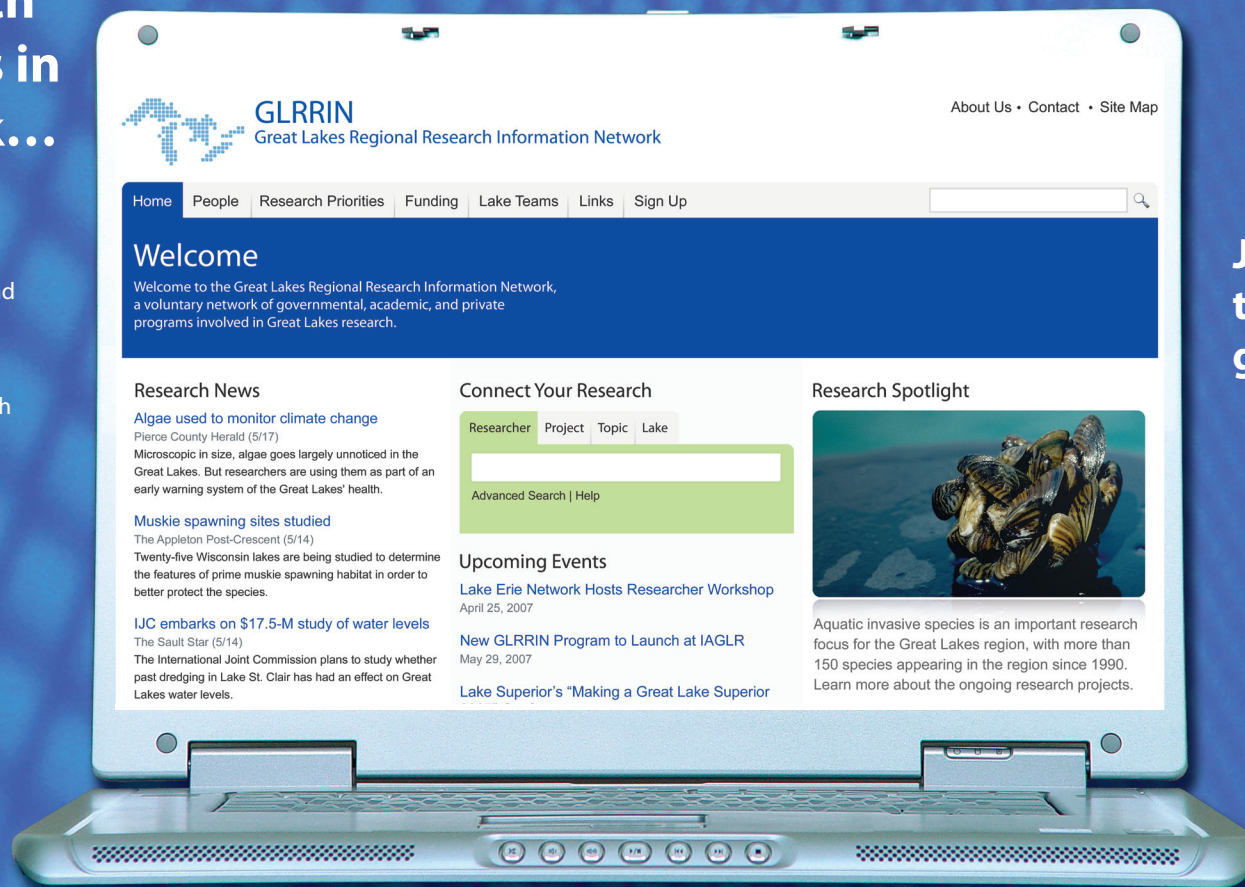 s in
k…
GLRRIN
Great Lakes Regional Research Information Network
About Us • Contact • Site Map
Home People Research Priorities Funding Lake Teams Links Sign Up
Welcome
Welcome to the Great Lakes Regional Research Information Network,
a voluntary network of governmental, academic, and private
programs involved in Great Lakes research.
Research News
Algae used to monitor climate change
Pierce County Herald (5/17)
Microscopic in size, algae goes largely unnoticed in the
Great Lakes. But researchers are using them as part of an
early warning system of the Great Lakes' health.
Muskie spawning sites studied
The Appleton Post-Crescent (5/14)
Twenty-five Wisconsin lakes are being studied to determine
the features of prime muskie spawning habitat in order to
better protect the species.
IJC embarks on $17.5-M study of water levels
The Sault Star (5/14)
The International Joint Commission plans to study whether
past dredging in Lake St. Clair has had an effect on Great
Lakes water levels.
Connect Your Research
Researcher Project Topic Lake
Advanced Search | Help
Upcoming Events
Lake Erie Network Hosts Researcher Workshop
April 25, 2007
New GLRRIN Program to Launch at IAGLR
May 29, 2007
Lake Superior's “Making a Great Lake Superior
Research Spotlight
Aquatic invasive species is an important research
focus for the Great Lakes region, with more than
150 species appearing in the region since 1990.
Learn more about the ongoing research projects.